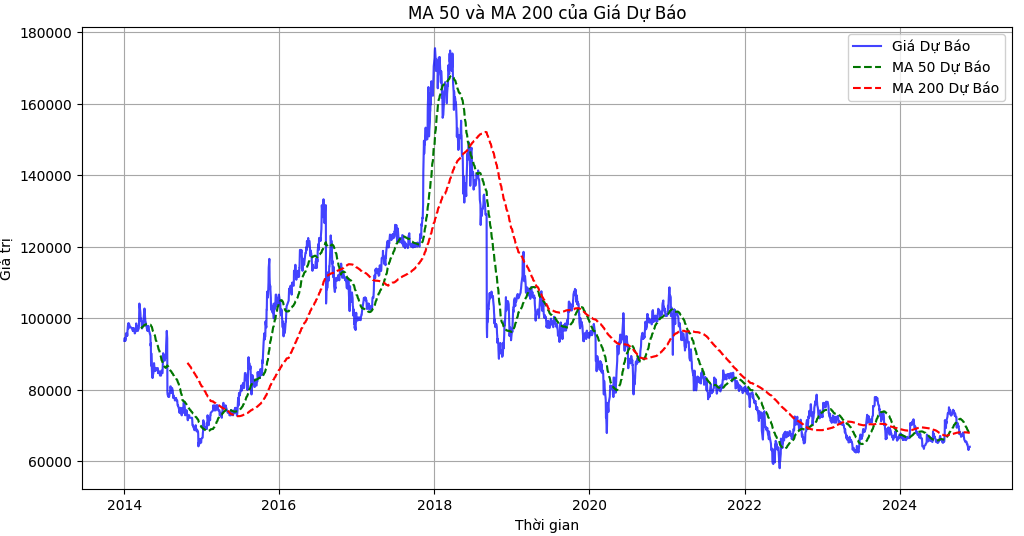 MA 50 và MA 200 của Giá Dự Báo
Giá Dự Báo
MA 50 Dự Báo
MA 200 Dự Báo
Giá trị
180000
160000
140000
120000
100000
80000
60000
2014 2016 2018 2020 2022 2024
Thời gian